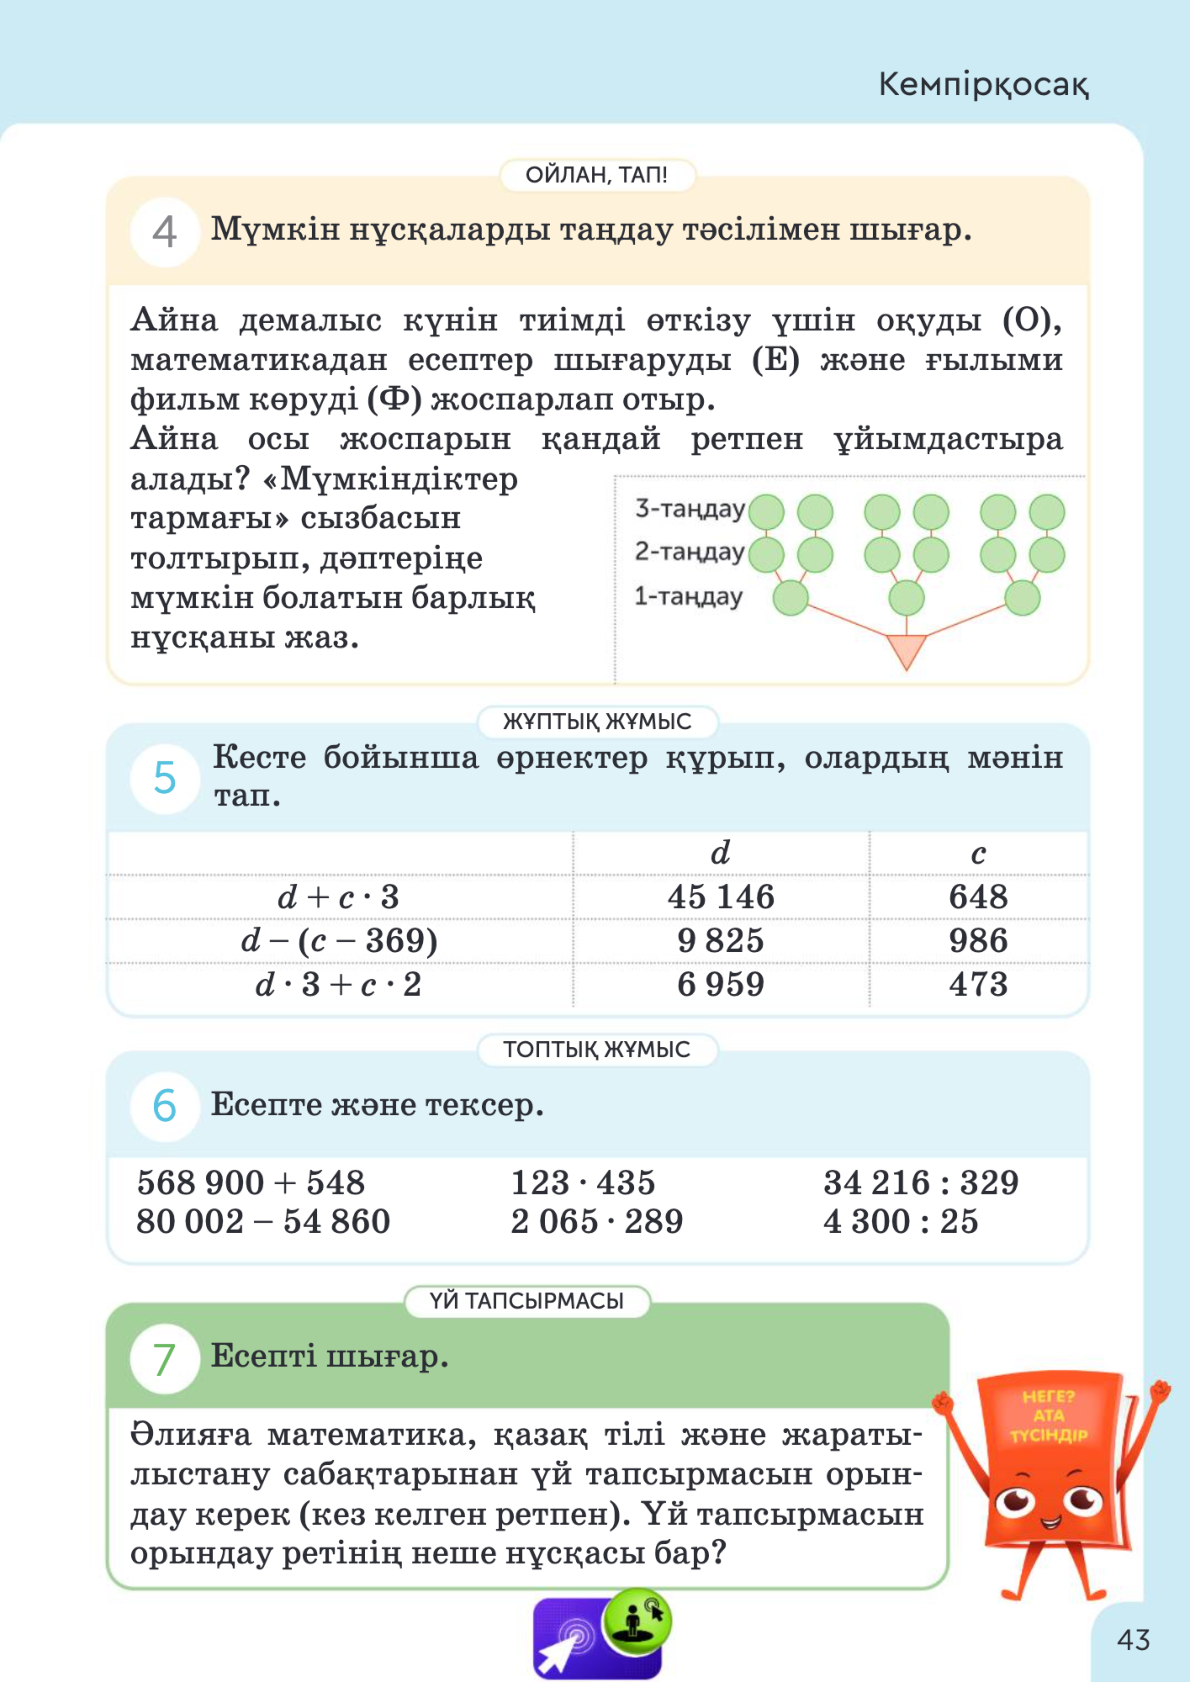 Кемпірқосақ
ОЙЛАН, ТАП!
4 Мүмкін нұсқаларды таңдау тәсілімен шығар.
Айна демалыс күнін тиімді өткізу үшін оқуды (О),
математикадан есептер шығаруды (Е) және ғылыми
фильм көруді (Ф) жоспарлап отыр.
Айна осы жоспарын қандай ретпен ұйымдастыра
алады? «Мүмкіндіктер
тармағы» сызбасын
толтырып, дәптеріңе
мүмкін болатын барлық
нұсқаны жаз.
3-таңдау
2-таңдау
1-таңдау
ЖҰПТЫҚ ЖҰМЫС
5 Кесте бойынша өрнектер құрып, олардың мәнін
тап.
d c
d + c · 3 45 146 648
d – (c – 369) 9 825 986
d · 3 + c · 2 6 959 473
ТОПТЫҚ ЖҰМЫС
6 Есепте және тексер.
568 900 + 548 123 · 435 34 216 : 329
80 002 – 54 860 2 065 · 289 4 300 : 25
ҮЙ ТАПСЫРМАСЫ
7 Есепті шығар.
Әлияға математика, қазақ тілі және жараты-
лыстану сабақтарынан үй тапсырмасын орын-
дау керек (кез келген ретпен). Үй тапсырмасын
орындау ретінің неше нұсқасы бар?
НЕГЕ?
АТА
ТҮСІНДІР
43